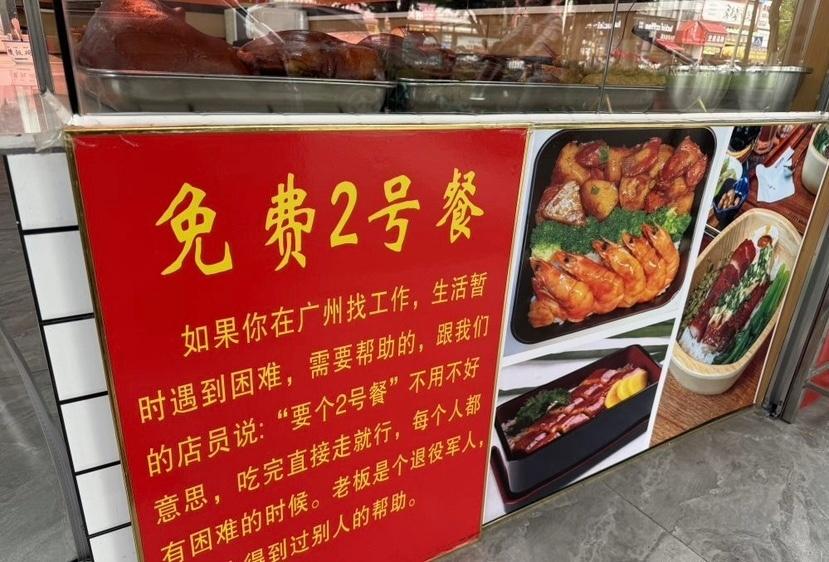 免费2号餐
如果你在广州找工作，生活暂
时遇到困难，需要帮助的，跟我们
的店员说：“要个2号餐”不用不好
意思，吃完直接走就行，每个人都
有困难的时候。老板是个退役军人，
得到过别人的帮助。